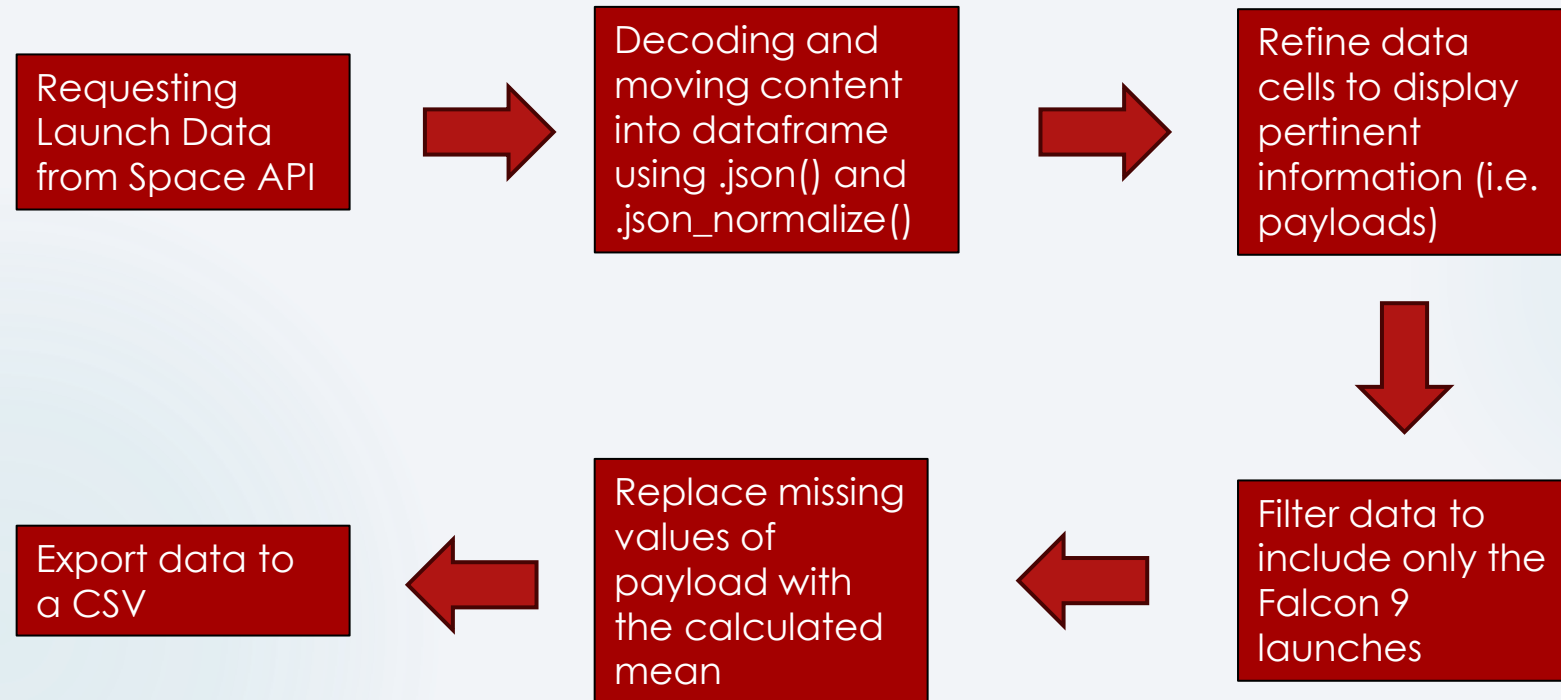 Requesting
Launch Data
from Space API
Decoding and
moving content
into dataframe
using .json() and
.json_normalize()
Refine data
cells to display
pertinent
information (i.e.
payloads)
Filter data to
include only the
Falcon 9
launches
Replace missing
values of
payload with
the calculated
mean
Export data to
a CSV